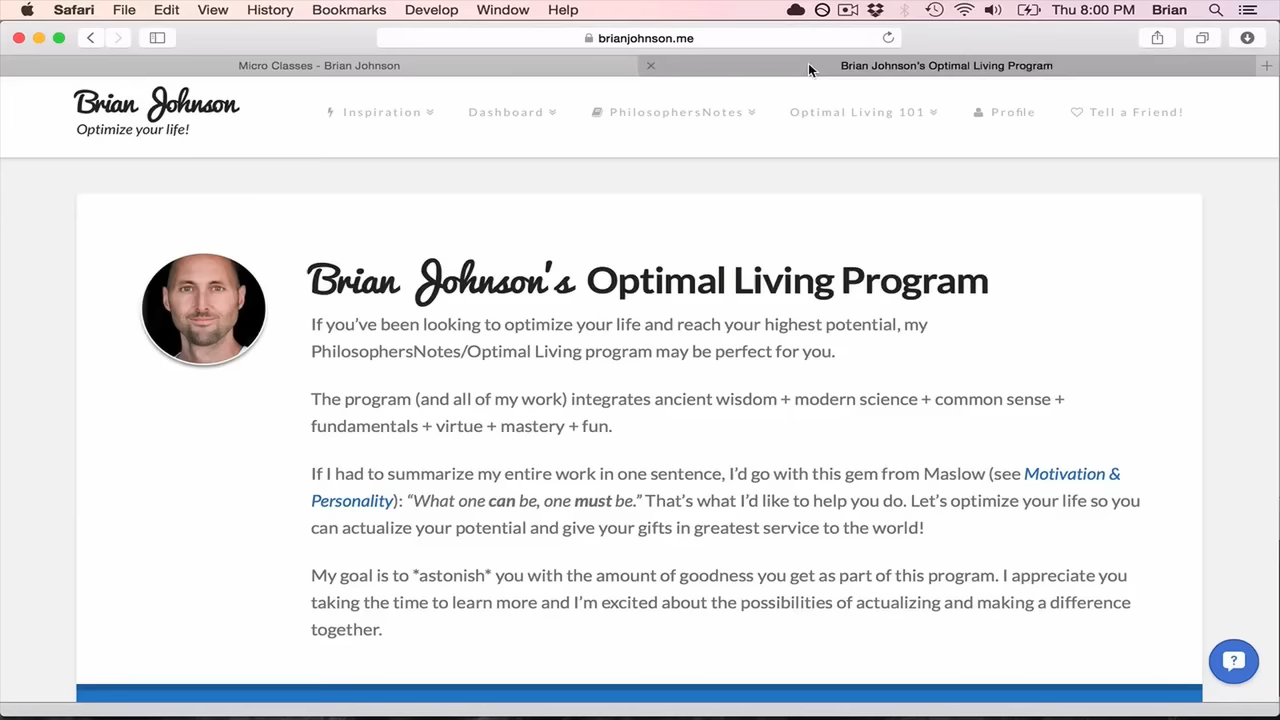 Safari File Edit View History Bookmarks Develop Window Help Thu 8:00 PM Brian
brianjohnson.me
Micro Classes - Brian Johnson
Brian Johnson's Optimal Living Program
Brian Johnson
Optimize your life!
Inspiration Dashboard PhilosophersNotes Optimal Living 101 Profile Tell a Friend!
Brian Johnson's Optimal Living Program
If you've been looking to optimize your life and reach your highest potential, my
PhilosophersNotes/Optimal Living program may be perfect for you.
The program (and all of my work) integrates ancient wisdom + modern science + common sense +
fundamentals + virtue + mastery + fun.
If I had to summarize my entire work in one sentence, I'd go with this gem from Maslow (see Motivation &
Personality): “What one can be, one must be.” That's what I'd like to help you do. Let's optimize your life so you
can actualize your potential and give your gifts in greatest service to the world!
My goal is to *astonish* you with the amount of goodness you get as part of this program. I appreciate you
taking the time to learn more and I'm excited about the possibilities of actualizing and making a difference
together.